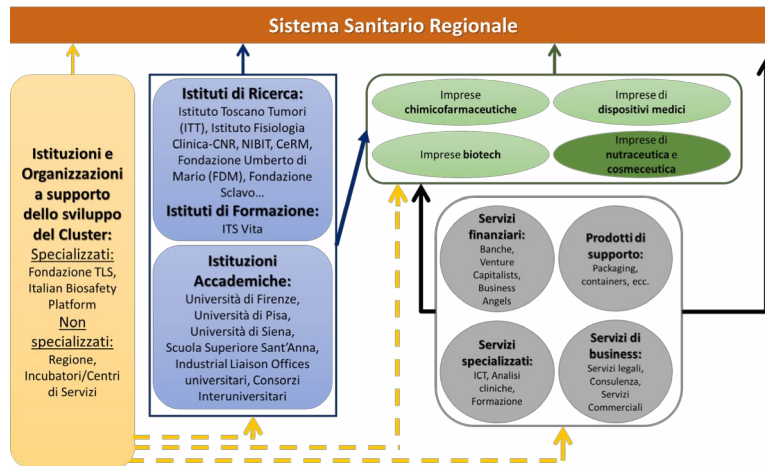 Sistema Sanitario Regionale
Istituzioni e
Organizzazioni
a supporto
dello sviluppo
del Cluster:
Specializzati:
Fondazione TLS,
Italian Biosafety
Platform
Non
specializzati:
Regione,
Incubatori/Centri
di Servizi
Istituti di Ricerca:
Istituto Toscano Tumori
(ITT), Istituto Fisiologia
Clinica-CNR, NIBIT, CeRM,
Fondazione Umberto di
Mario (FDM), Fondazione
Sclavo...
Istituti di Formazione:
ITS Vita
Istituzioni
Accademiche:
Università di Firenze,
Università di Pisa,
Università di Siena,
Scuola Superiore Sant'Anna,
Industrial Liaison Offices
universitari, Consorzi
Interuniversitari
Imprese
chimicofarmaceutiche
Imprese di
dispositivi medici
Imprese biotech
Imprese di
nutraceutica e
cosmeceutica
Servizi
finanziari:
Banche,
Venture
Capitalists,
Business
Angels
Prodotti di
supporto:
Packaging,
containers, ecc.
Servizi
specializzati:
ICT, Analisi
cliniche,
Formazione
Servizi di
business:
Servizi legali,
Consulenza,
Servizi
Commerciali